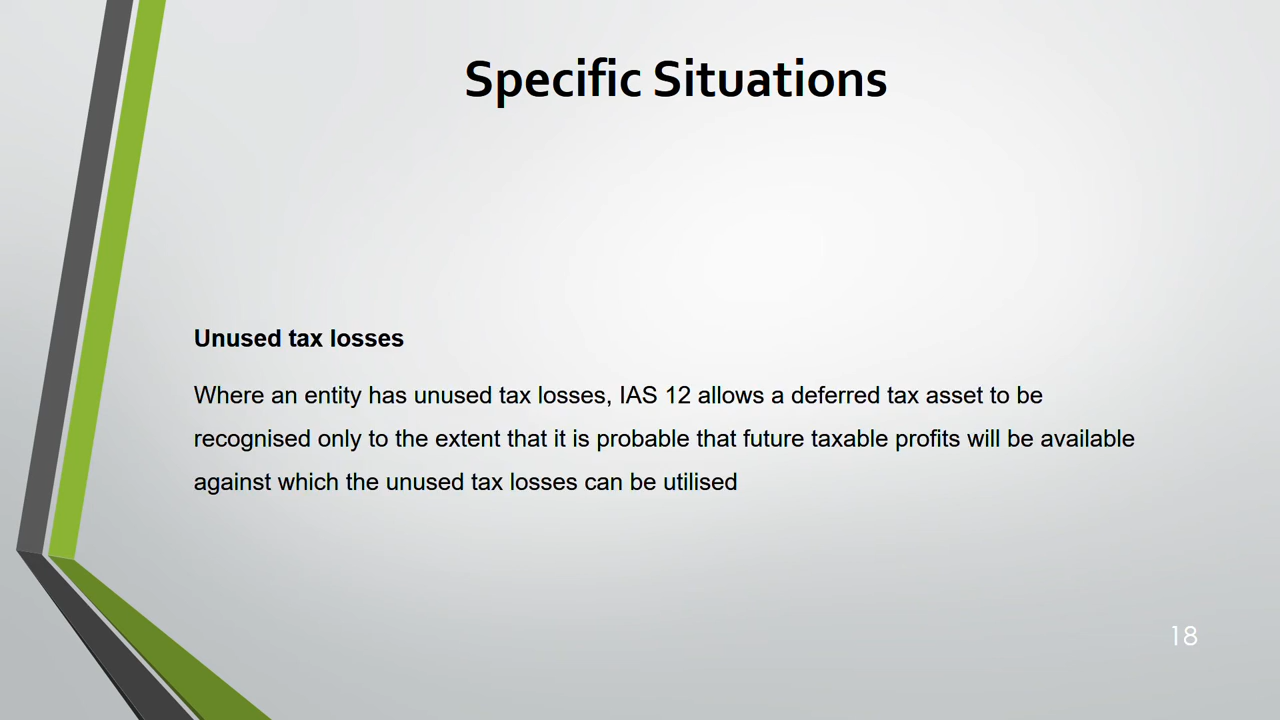 Specific Situations
Unused tax losses
Where an entity has unused tax losses, IAS 12 allows a deferred tax asset to be
recognised only to the extent that it is probable that future taxable profits will be available
against which the unused tax losses can be utilised
18